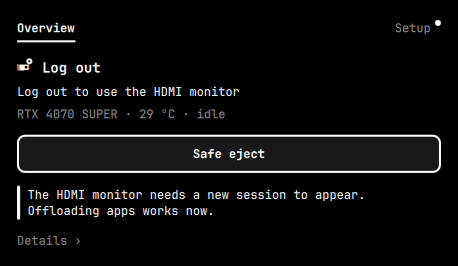 Overview
Setup
Log out
Log out to use the HDMI monitor
RTX 4070 SUPER · 29 °C · idle
Safe eject
The HDMI monitor needs a new session to appear.
Offloading apps works now.
Details ›